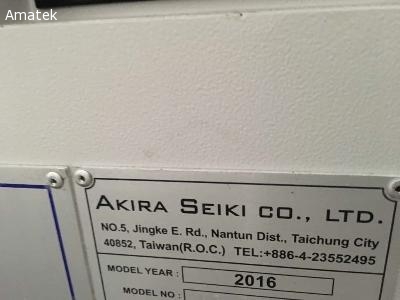 Amatek
AKIRA SEIKI CO., LTD.
NO.5, Jingke E. Rd., Nantun Dist., Taichung City
40852, Taiwan(R.O.C.) TEL:+886-4-23552495
MODEL YEAR : 2016
MODEL NO :